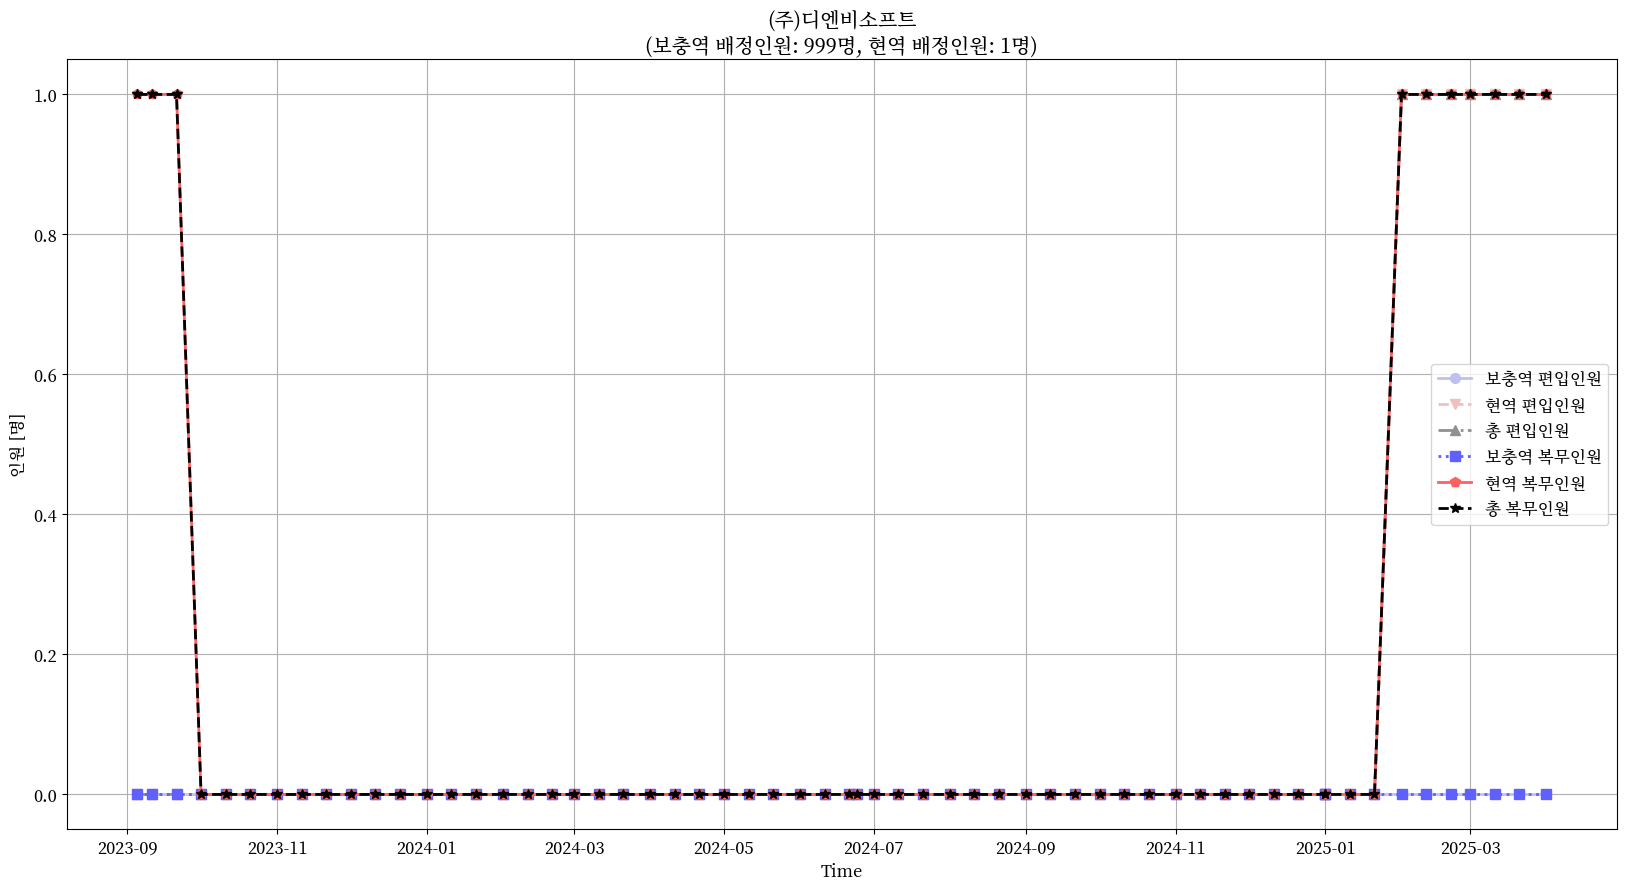 (주)디엔비소프트
(보충역 배정인원: 999명, 현역 배정인원: 1명)
1.0
0.8
0.6
0.4
0.2
0.0
인원 [명]
보충역 편입인원
현역 편입인원
총 편입인원
보충역 복무인원
현역 복무인원
총 복무인원
2023-09 2023-11 2024-01 2024-03 2024-05 2024-07 2024-09 2024-11 2025-01 2025-03
Time